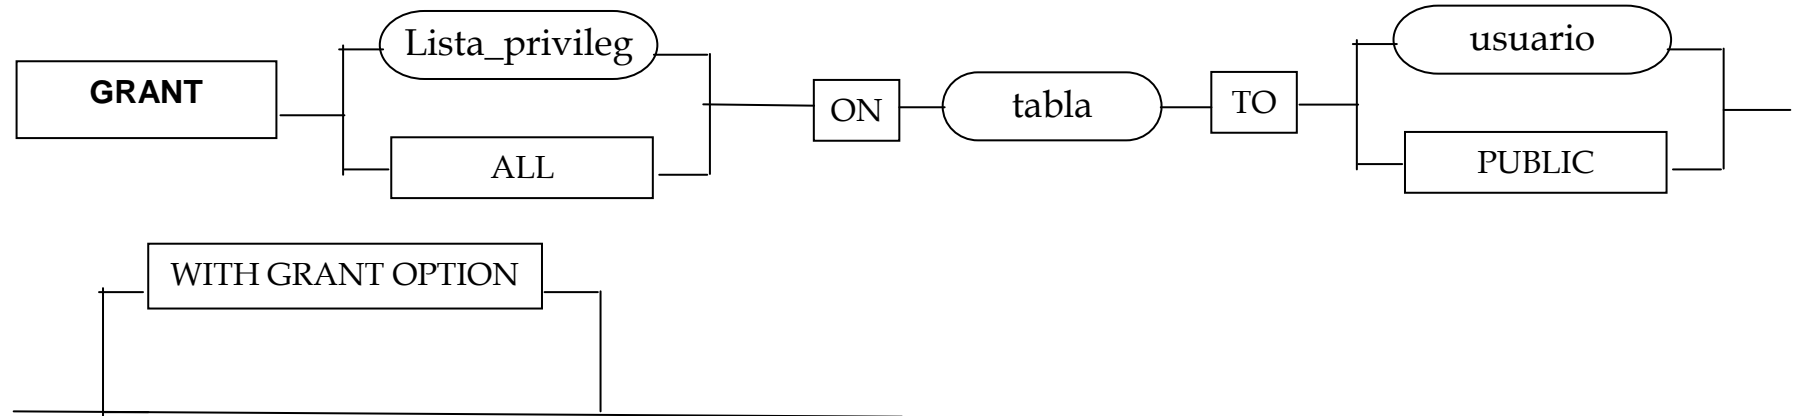 GRANT
Lista_privileg
ALL
ON
tabla
TO
usuario
PUBLIC
WITH GRANT OPTION